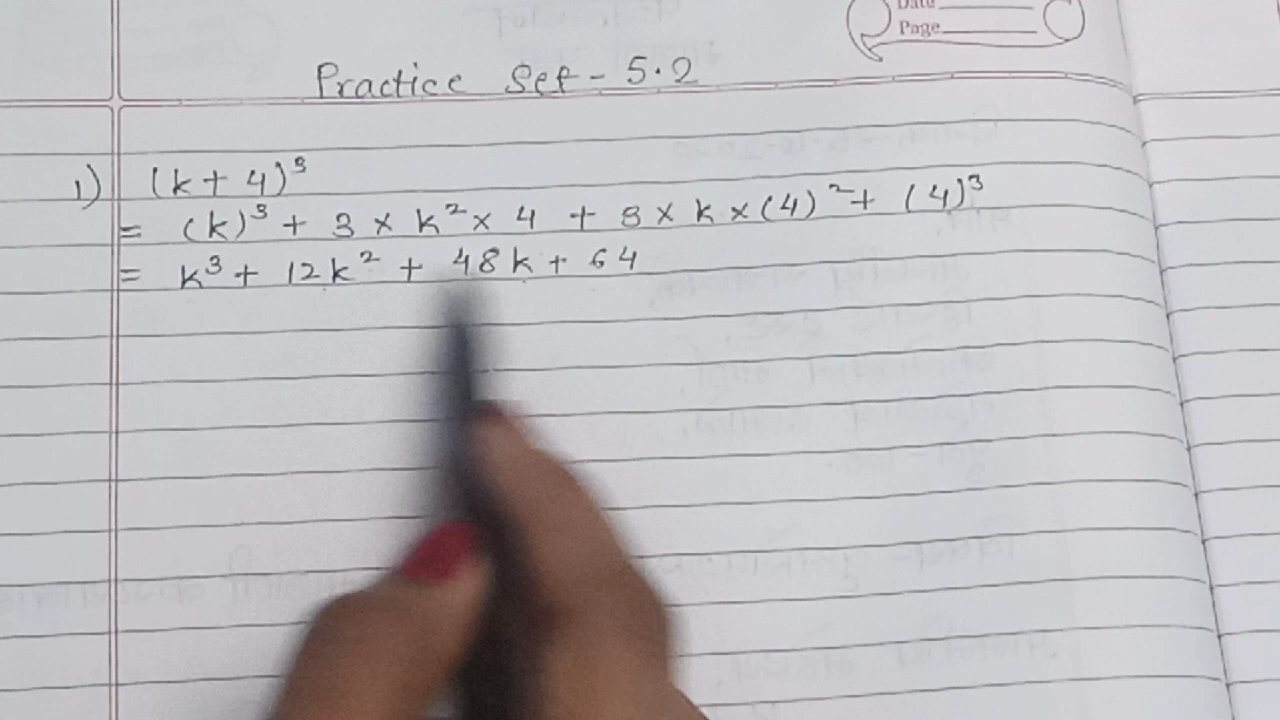 Date
Page
Practice Set - 5.2
1) (k + 4)³
= (k)³ + 3 × k² × 4 + 3 × k × (4)² + (4)³
= k³ + 12k² + 48k + 64